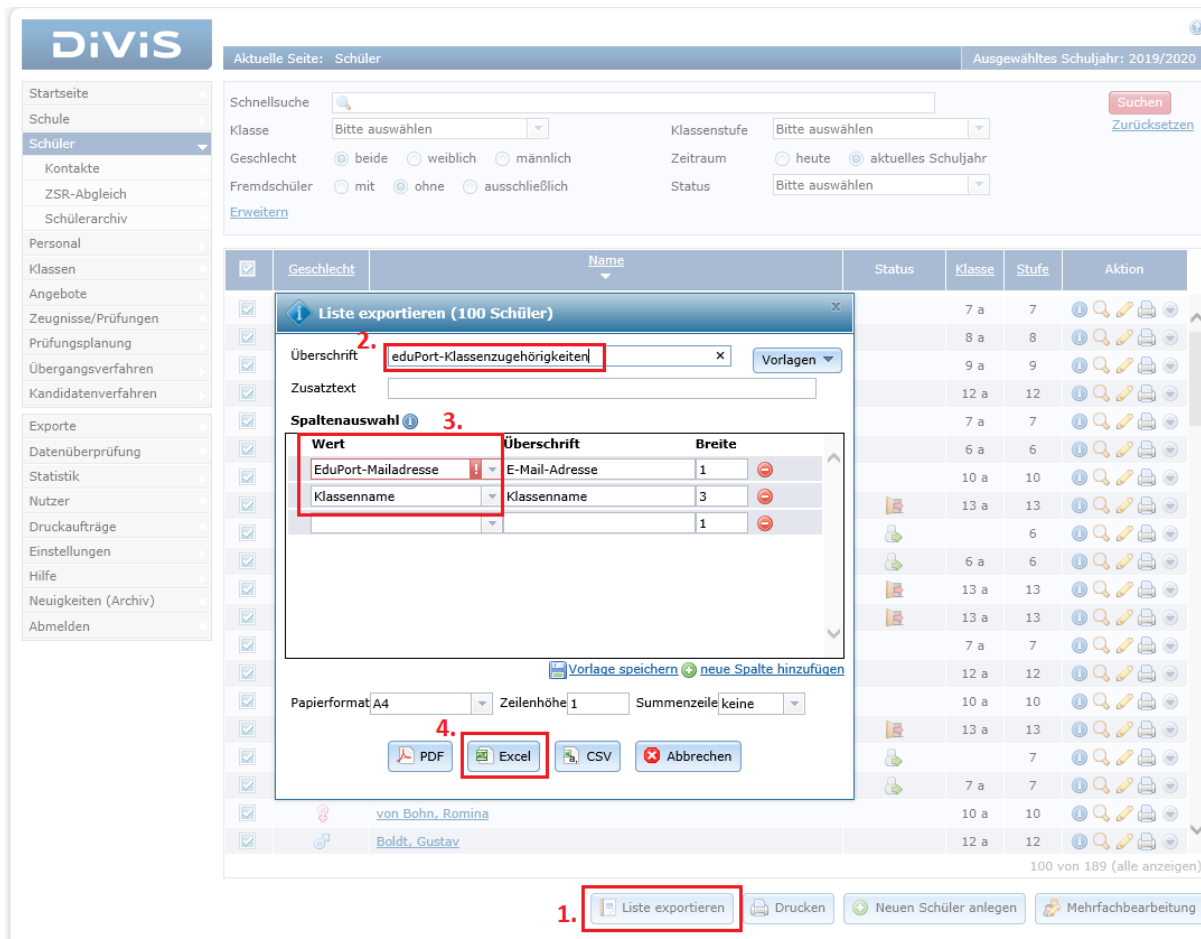 DiViS
Aktuelle Seite: Schüler
Ausgewähltes Schuljahr: 2019/2020
Startseite
Schule
Schüler
Kontakte
ZSR-Abgleich
Schülerarchiv
Personal
Klassen
Angebote
Zeugnisse/Prüfungen
Prüfungsplanung
Übergangsverfahren
Kandidatenverfahren
Exporte
Datenüberprüfung
Statistik
Nutzer
Druckaufträge
Einstellungen
Hilfe
Neuigkeiten (Archiv)
Abmelden
Schnellsuche
Suchen
Klasse Bitte auswählen Klassenstufe Bitte auswählen
Zurücksetzen
Geschlecht beide weiblich männlich Zeitraum heute aktuelles Schuljahr
Fremdschüler mit ohne ausschließlich Status Bitte auswählen
Erweitern
Geschlecht Name Status Klasse Stufe Aktion
7 a 7
8 a 8
9 a 9
12 a 12
7 a 7
6 a 6
10 a 10
13 a 13
6
6 a 6
13 a 13
13 a 13
7 a 7
12 a 12
10 a 10
13 a 13
7
7 a 7
von Bohn, Romina 10 a 10
Boldt, Gustav 12 a 12
100 von 189 (alle anzeigen)
Liste exportieren (100 Schüler) x
2.
Überschrift eduPort-Klassenzugehörigkeiten × Vorlagen
Zusatztext
Spaltenauswahl i 3.
Wert Überschrift Breite
EduPort-Mailadresse ! E-Mail-Adresse 1
Klassenname Klassenname 3
1
Vorlage speichern neue Spalte hinzufügen
Papierformat A4 Zeilenhöhe 1 Summenzeile keine
4.
PDF Excel CSV Abbrechen
1. Liste exportieren Drucken Neuen Schüler anlegen Mehrfachbearbeitung